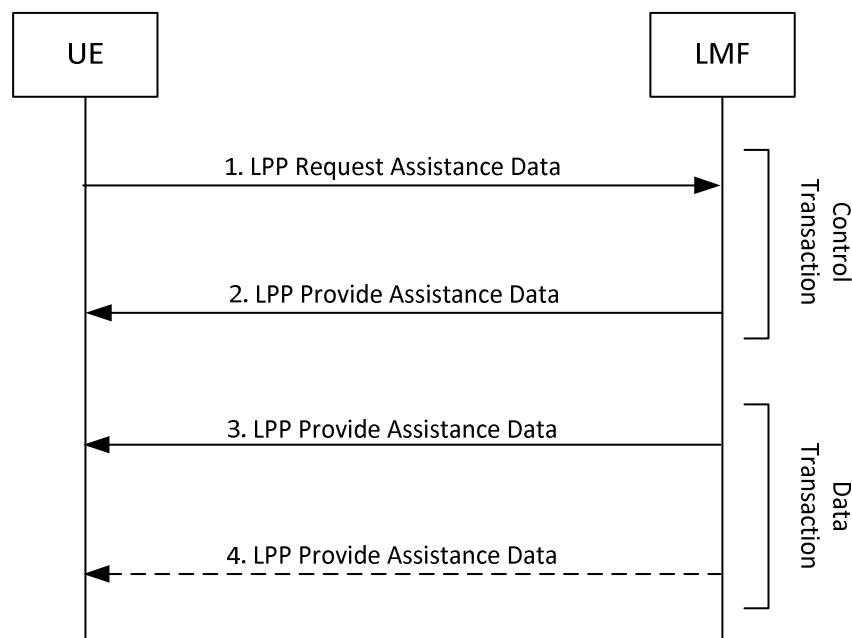 UE
LMF
1. LPP Request Assistance Data
2. LPP Provide Assistance Data
Control
Transaction
3. LPP Provide Assistance Data
4. LPP Provide Assistance Data
Data
Transaction